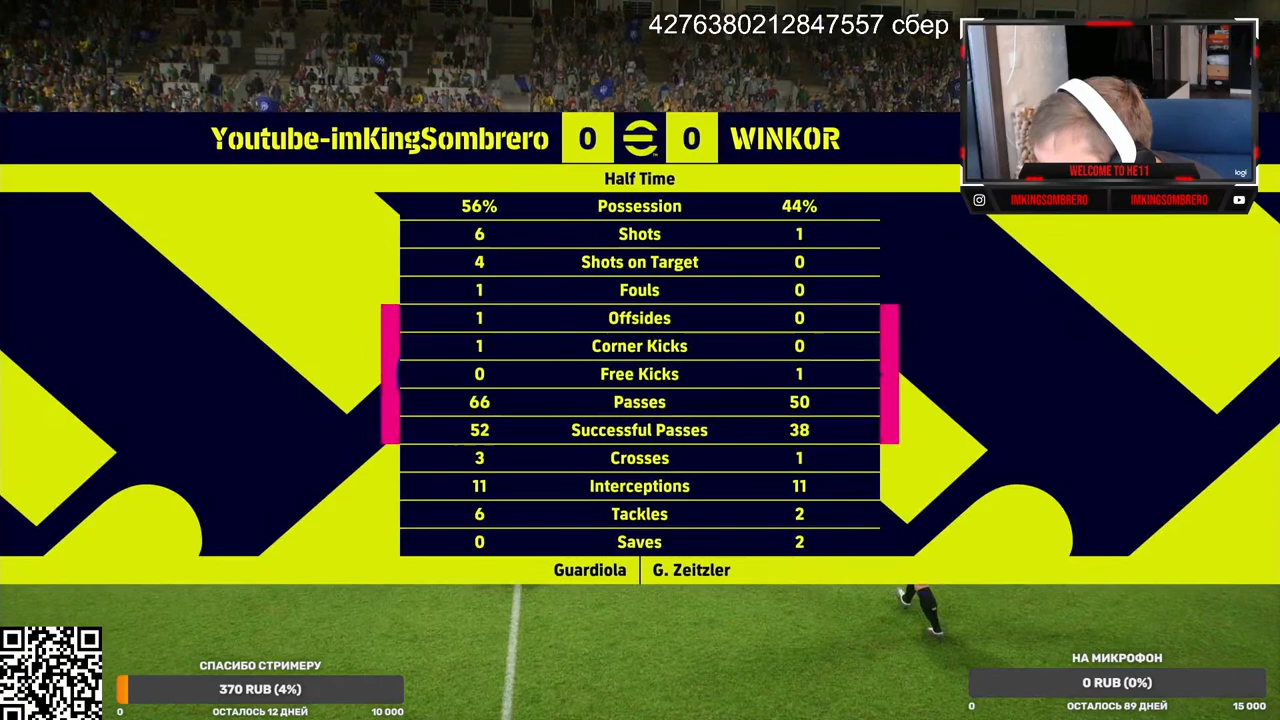 4276380212847557 сбер
Youtube-imKingSombrero 0 0 WINKOR
Half Time
56% Possession 44%
6 Shots 1
4 Shots on Target 0
1 Fouls 0
1 Offsides 0
1 Corner Kicks 0
0 Free Kicks 1
66 Passes 50
52 Successful Passes 38
3 Crosses 1
11 Interceptions 11
6 Tackles 2
0 Saves 2
Guardiola G. Zeitzler
WELCOME TO HE11
logi
IMKINGSOMBRERO IMKINGSOMBRERO
СПАСИБО СТРИМЕРУ
370 RUB (4%)
0 ОСТАЛОСЬ 12 ДНЕЙ 10 000
НА МИКРОФОН
0 RUB (0%)
0 ОСТАЛОСЬ 89 ДНЕЙ 15 000